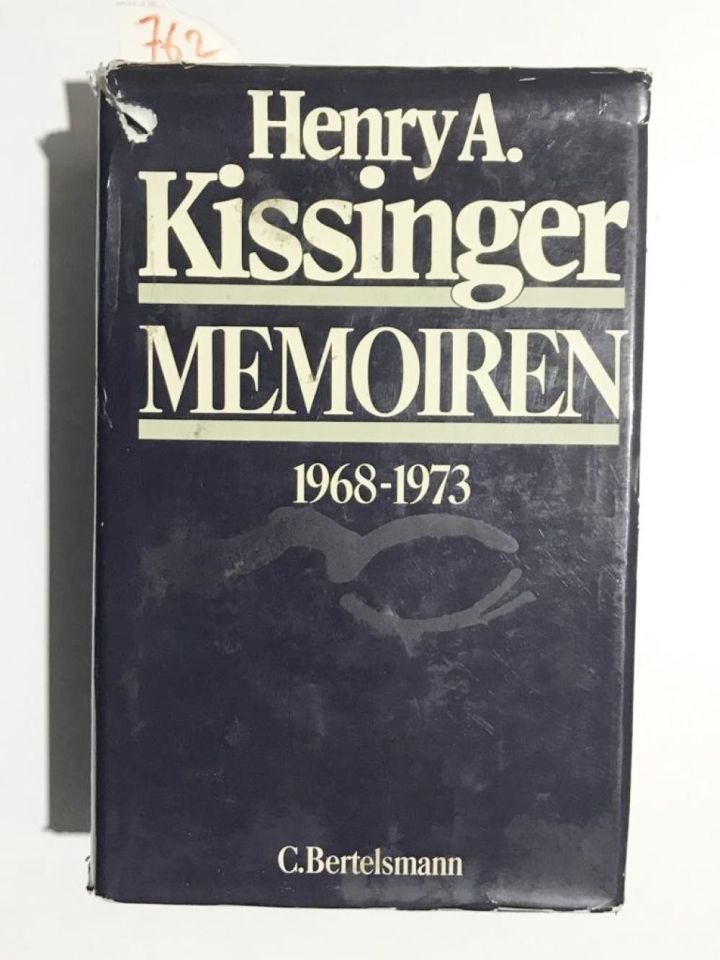 762
Henry A.
Kissinger
MEMOIREN
1968-1973
C.Bertelsmann